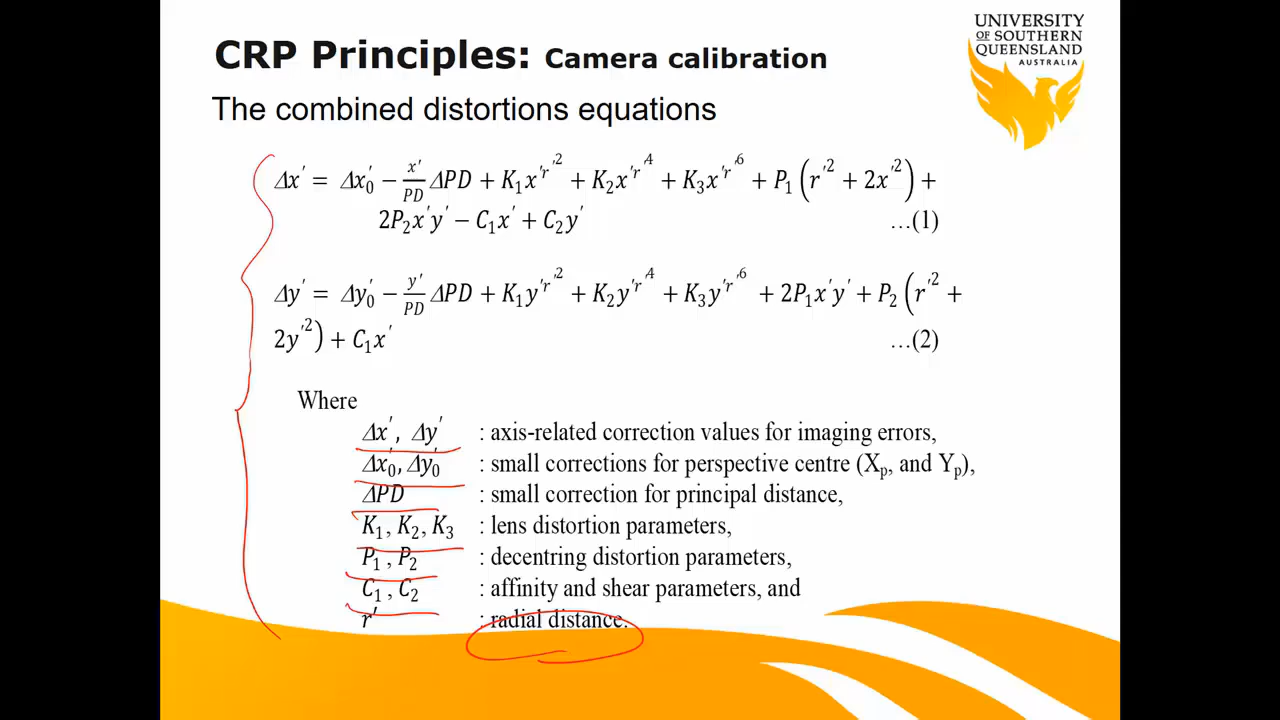 CRP Principles: Camera calibration
UNIVERSITY
OF SOUTHERN
QUEENSLAND
AUSTRALIA
The combined distortions equations
Δx′ = Δx′₀ − x′/PD ΔPD + K₁x′r′² + K₂x′r′⁴ + K₃x′r′⁶ + P₁(r′² + 2x′²) +
2P₂x′y′ − C₁x′ + C₂y′ …(1)
Δy′ = Δy′₀ − y′/PD ΔPD + K₁y′r′² + K₂y′r′⁴ + K₃y′r′⁶ + 2P₁x′y′ + P₂(r′² +
2y′²) + C₁x′ …(2)
Where
Δx′, Δy′ : axis-related correction values for imaging errors,
Δx′₀, Δy′₀ : small corrections for perspective centre (Xₚ, and Yₚ),
ΔPD : small correction for principal distance,
K₁, K₂, K₃ : lens distortion parameters,
P₁, P₂ : decentring distortion parameters,
C₁, C₂ : affinity and shear parameters, and
r′ : radial distance.